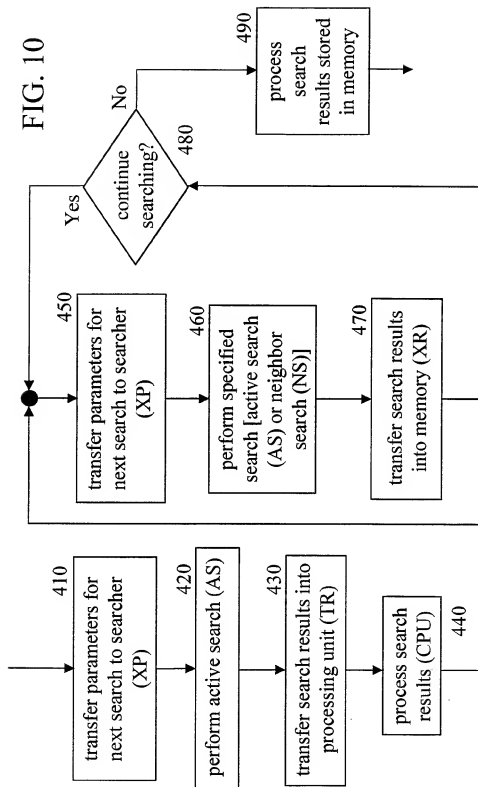 FIG. 10
410
transfer parameters for
next search to searcher
(XP)
420
perform active search (AS)
430
transfer search results into
processing unit (TR)
process search
results (CPU)
440
450
transfer parameters for
next search to searcher
(XP)
460
perform specified
search [active search
(AS) or neighbor
search (NS)]
470
transfer search results
into memory (XR)
Yes
continue
searching?
No
480
490
process
search
results stored
in memory